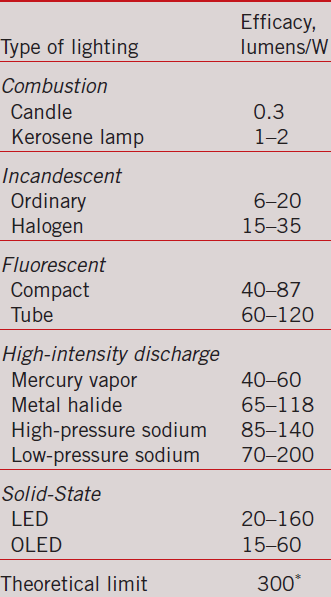 Efficacy,
Type of lighting lumens/W
Combustion
Candle 0.3
Kerosene lamp 1–2
Incandescent
Ordinary 6–20
Halogen 15–35
Fluorescent
Compact 40–87
Tube 60–120
High-intensity discharge
Mercury vapor 40–60
Metal halide 65–118
High-pressure sodium 85–140
Low-pressure sodium 70–200
Solid-State
LED 20–160
OLED 15–60
Theoretical limit 300*